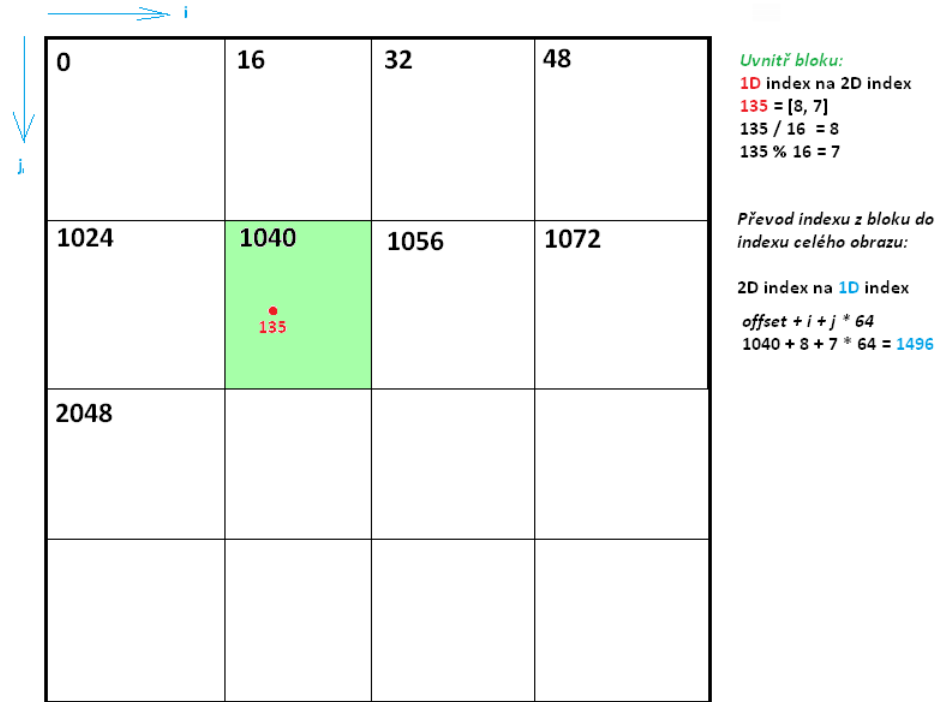 i
j
0 16 32 48
1024 1040 1056 1072
135
2048
Uvnitř bloku:
1D index na 2D index
135 = [8, 7]
135 / 16 = 8
135 % 16 = 7
Převod indexu z bloku do
indexu celého obrazu:
2D index na 1D index
offset + i + j * 64
1040 + 8 + 7 * 64 = 1496